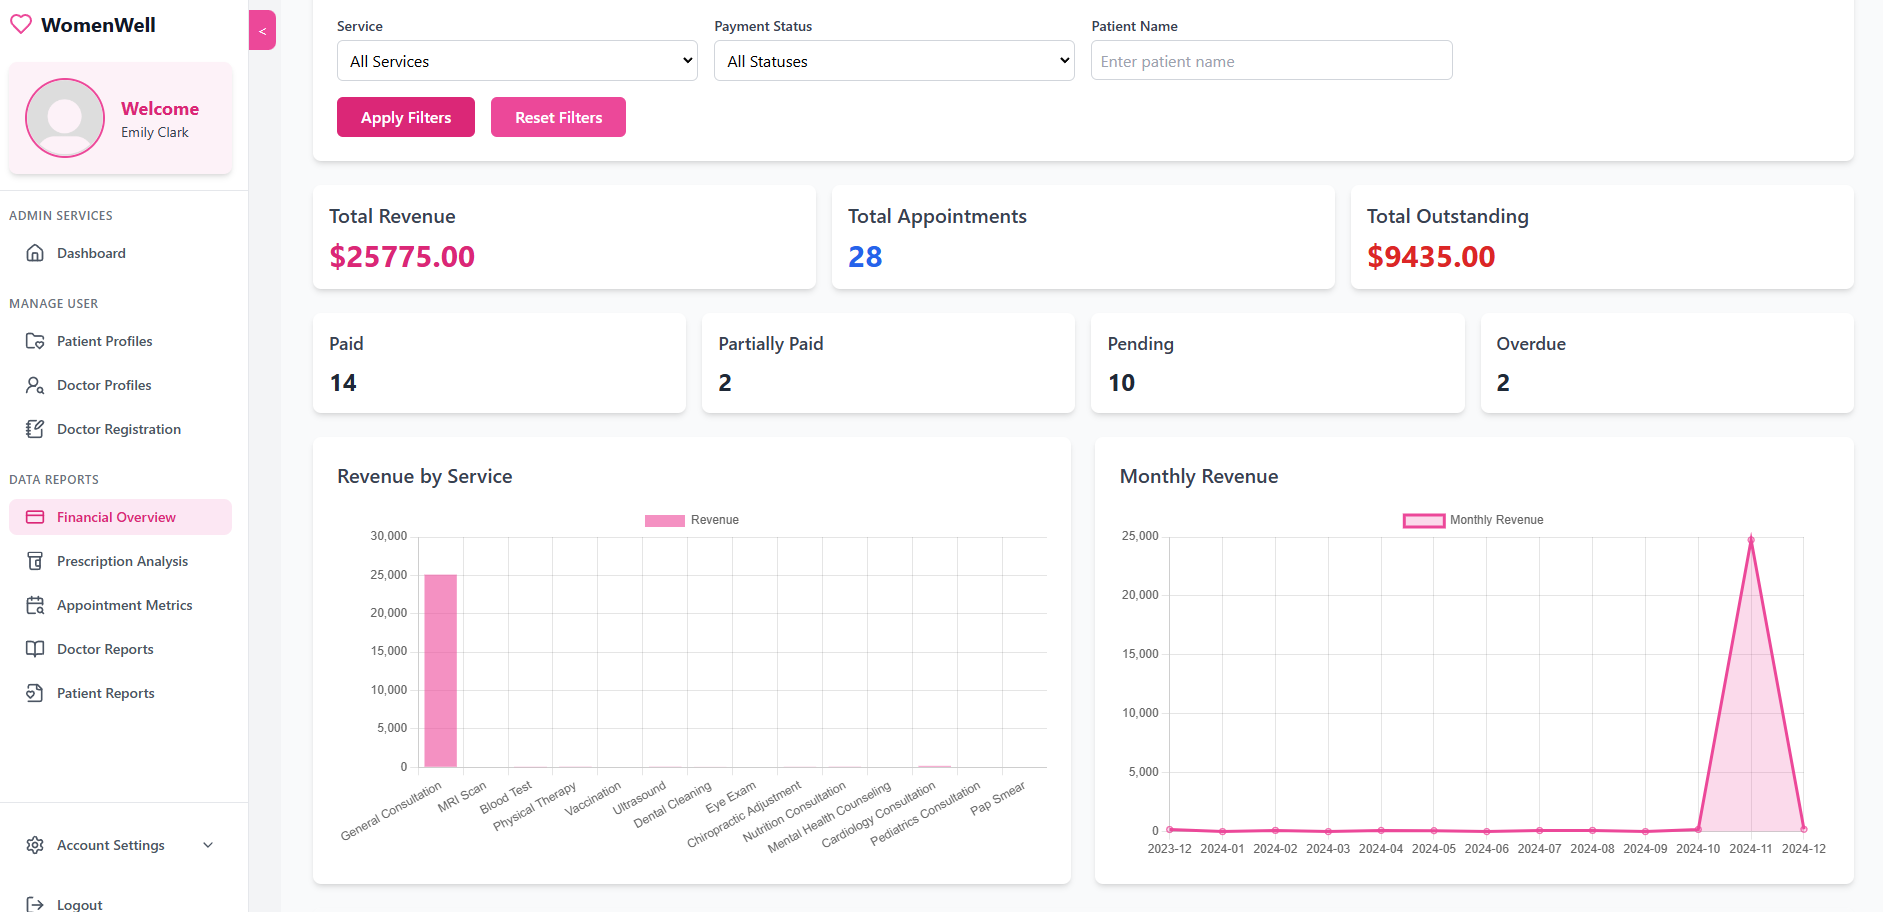 WomenWell
<
Welcome
Emily Clark
ADMIN SERVICES
Dashboard
MANAGE USER
Patient Profiles
Doctor Profiles
Doctor Registration
DATA REPORTS
Financial Overview
Prescription Analysis
Appointment Metrics
Doctor Reports
Patient Reports
Account Settings
Logout
Service
Payment Status
Patient Name
All Services
All Statuses
Enter patient name
Apply Filters
Reset Filters
Total Revenue
$25775.00
Total Appointments
28
Total Outstanding
$9435.00
Paid
14
Partially Paid
2
Pending
10
Overdue
2
Revenue by Service
Revenue
30,000
25,000
20,000
15,000
10,000
5,000
0
General Consultation
MRI Scan
Blood Test
Physical Therapy
Vaccination
Ultrasound
Dental Cleaning
Eye Exam
Chiropractic Adjustment
Nutrition Consultation
Mental Health Counseling
Cardiology Consultation
Pediatrics Consultation
Pap Smear
Monthly Revenue
Monthly Revenue
25,000
20,000
15,000
10,000
5,000
0
2023-12 2024-01 2024-02 2024-03 2024-04 2024-05 2024-06 2024-07 2024-08 2024-09 2024-10 2024-11 2024-12